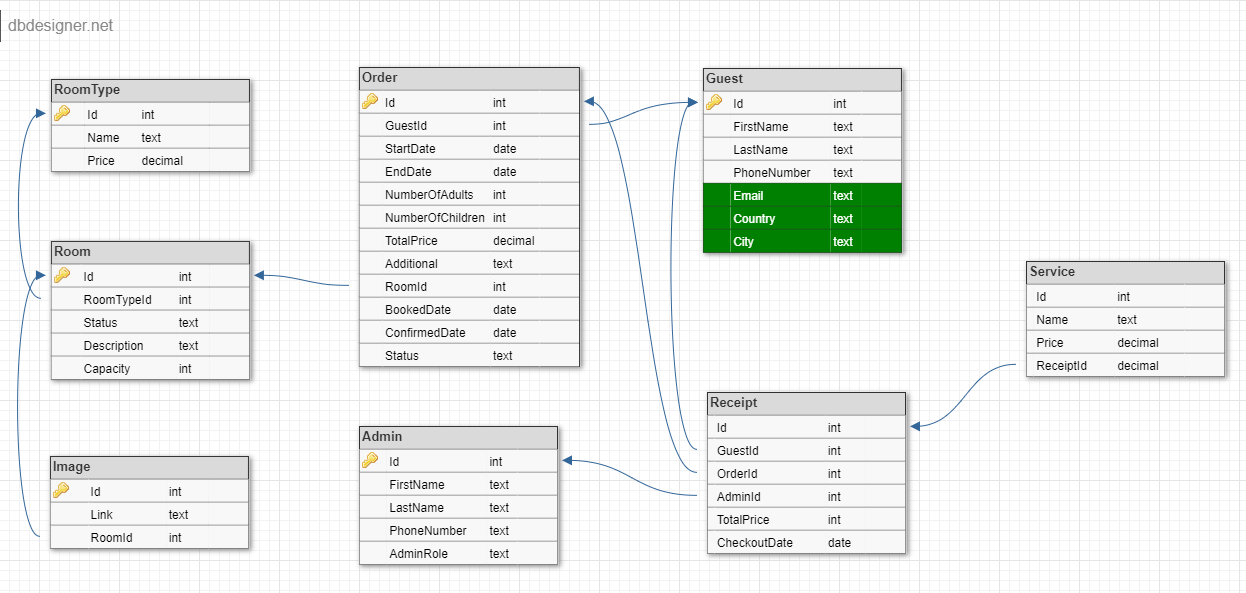 dbdesigner.net
RoomType
Id int
Name text
Price decimal
Order
Id int
GuestId int
StartDate date
EndDate date
NumberOfAdults int
NumberOfChildren int
TotalPrice decimal
Additional text
RoomId int
BookedDate date
ConfirmedDate date
Status text
Guest
Id int
FirstName text
LastName text
PhoneNumber text
Email text
Country text
City text
Room
Id int
RoomTypeId int
Status text
Description text
Capacity int
Service
Id int
Name text
Price decimal
ReceiptId decimal
Receipt
Id int
GuestId int
OrderId int
AdminId int
TotalPrice int
CheckoutDate date
Admin
Id int
FirstName text
LastName text
PhoneNumber text
AdminRole text
Image
Id int
Link text
RoomId int